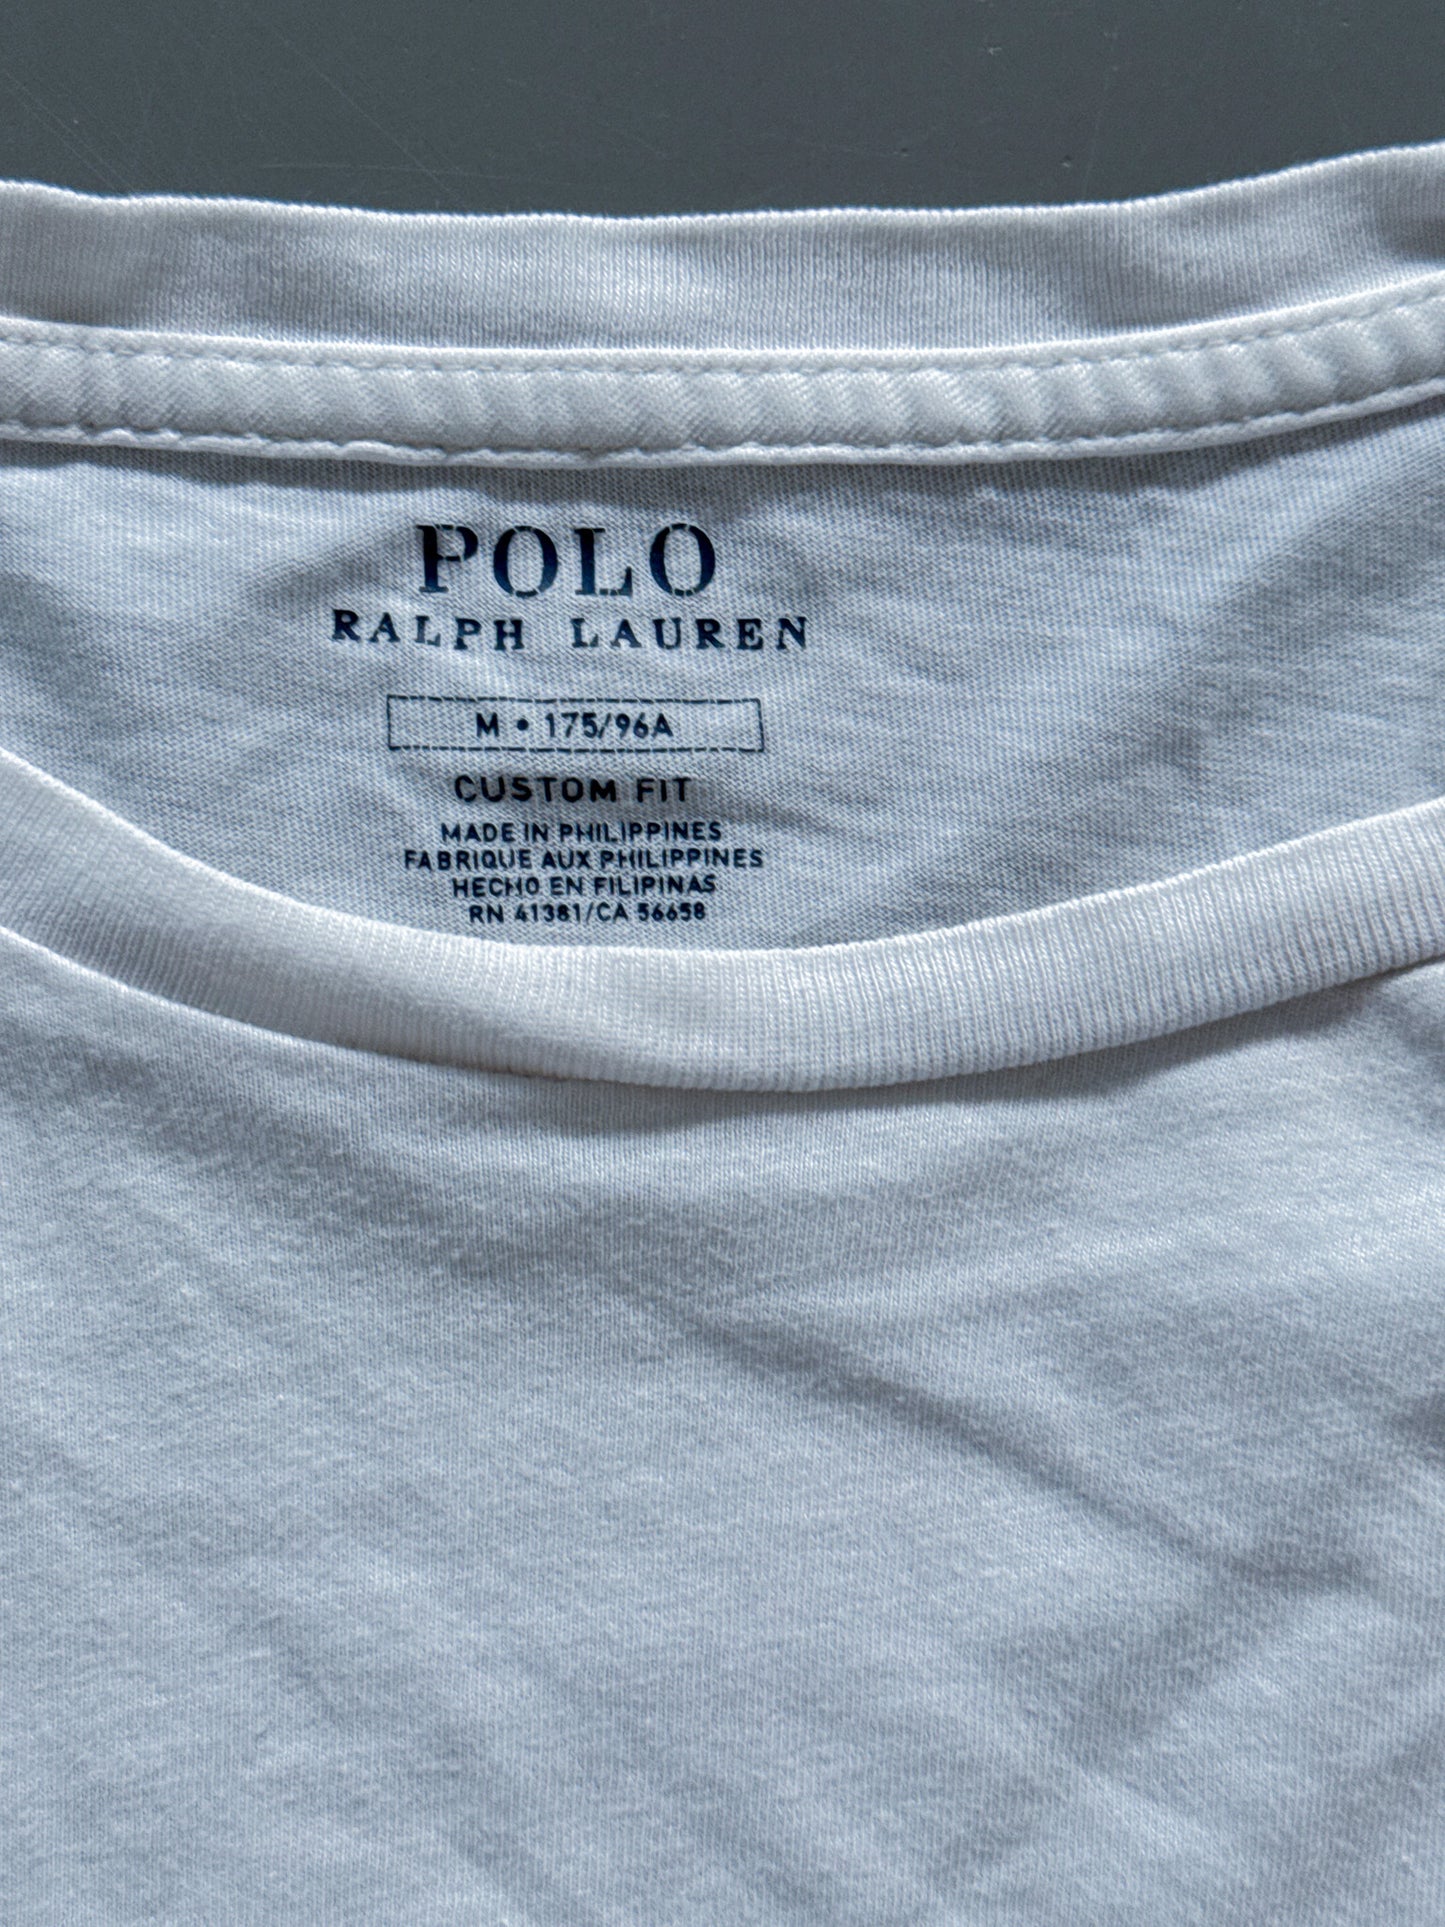 POLO
RALPH LAUREN
M • 175/96A
CUSTOM FIT
MADE IN PHILIPPINES
FABRIQUE AUX PHILIPPINES
HECHO EN FILIPINAS
RN 41381/CA 56658